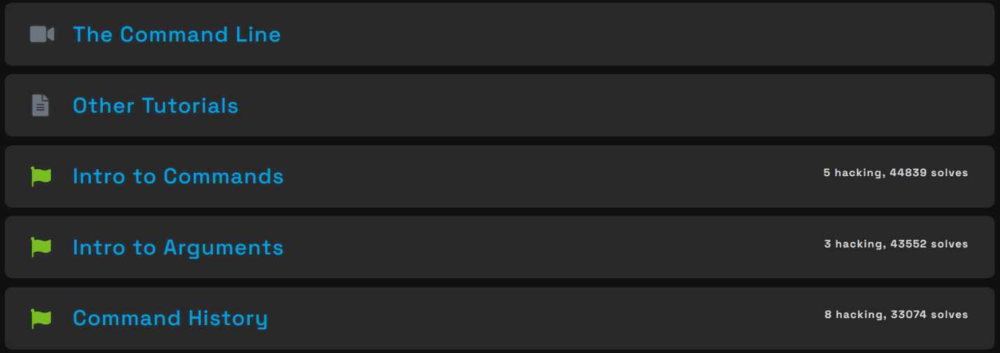 The Command Line
Other Tutorials
Intro to Commands
5 hacking, 44839 solves
Intro to Arguments
3 hacking, 43552 solves
Command History
8 hacking, 33074 solves